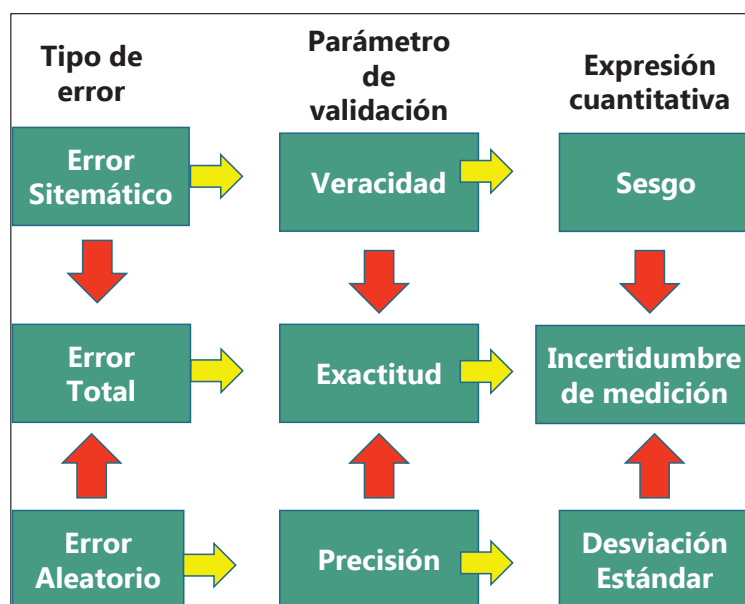 Tipo de
error
Parámetro
de
validación
Expresión
cuantitativa
Error
Sitemático
Veracidad
Sesgo
Error
Total
Exactitud
Incertidumbre
de medición
Error
Aleatorio
Precisión
Desviación
Estándar